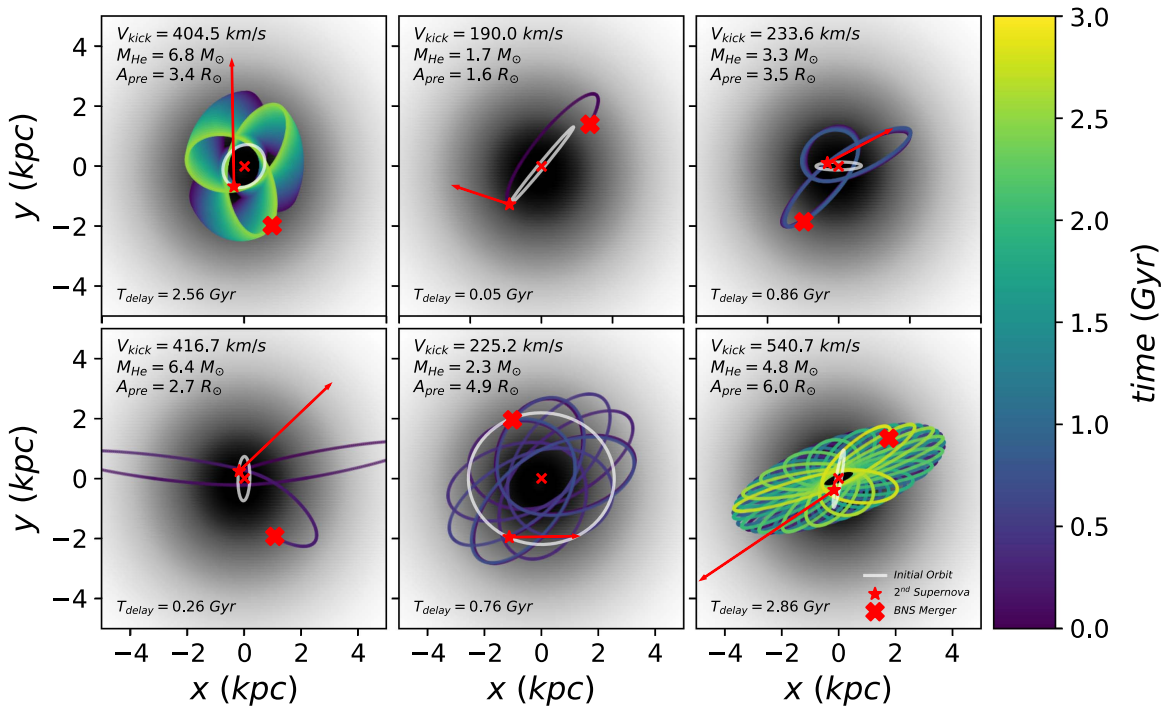 V_kick = 404.5 km/s
M_He = 6.8 M_⊙
A_pre = 3.4 R_⊙
T_delay = 2.56 Gyr
V_kick = 190.0 km/s
M_He = 1.7 M_⊙
A_pre = 1.6 R_⊙
T_delay = 0.05 Gyr
V_kick = 233.6 km/s
M_He = 3.3 M_⊙
A_pre = 3.5 R_⊙
T_delay = 0.86 Gyr
4
2
0
−2
−4
y (kpc)
V_kick = 416.7 km/s
M_He = 6.4 M_⊙
A_pre = 2.7 R_⊙
T_delay = 0.26 Gyr
V_kick = 225.2 km/s
M_He = 2.3 M_⊙
A_pre = 4.9 R_⊙
T_delay = 0.76 Gyr
V_kick = 540.7 km/s
M_He = 4.8 M_⊙
A_pre = 6.0 R_⊙
T_delay = 2.86 Gyr
Initial Orbit
2^nd Supernova
BNS Merger
4
2
0
−2
−4
y (kpc)
−4 −2 0 2 4
−4 −2 0 2 4
−4 −2 0 2 4
x (kpc)
x (kpc)
x (kpc)
3.0
2.5
2.0
1.5
1.0
0.5
0.0
time (Gyr)